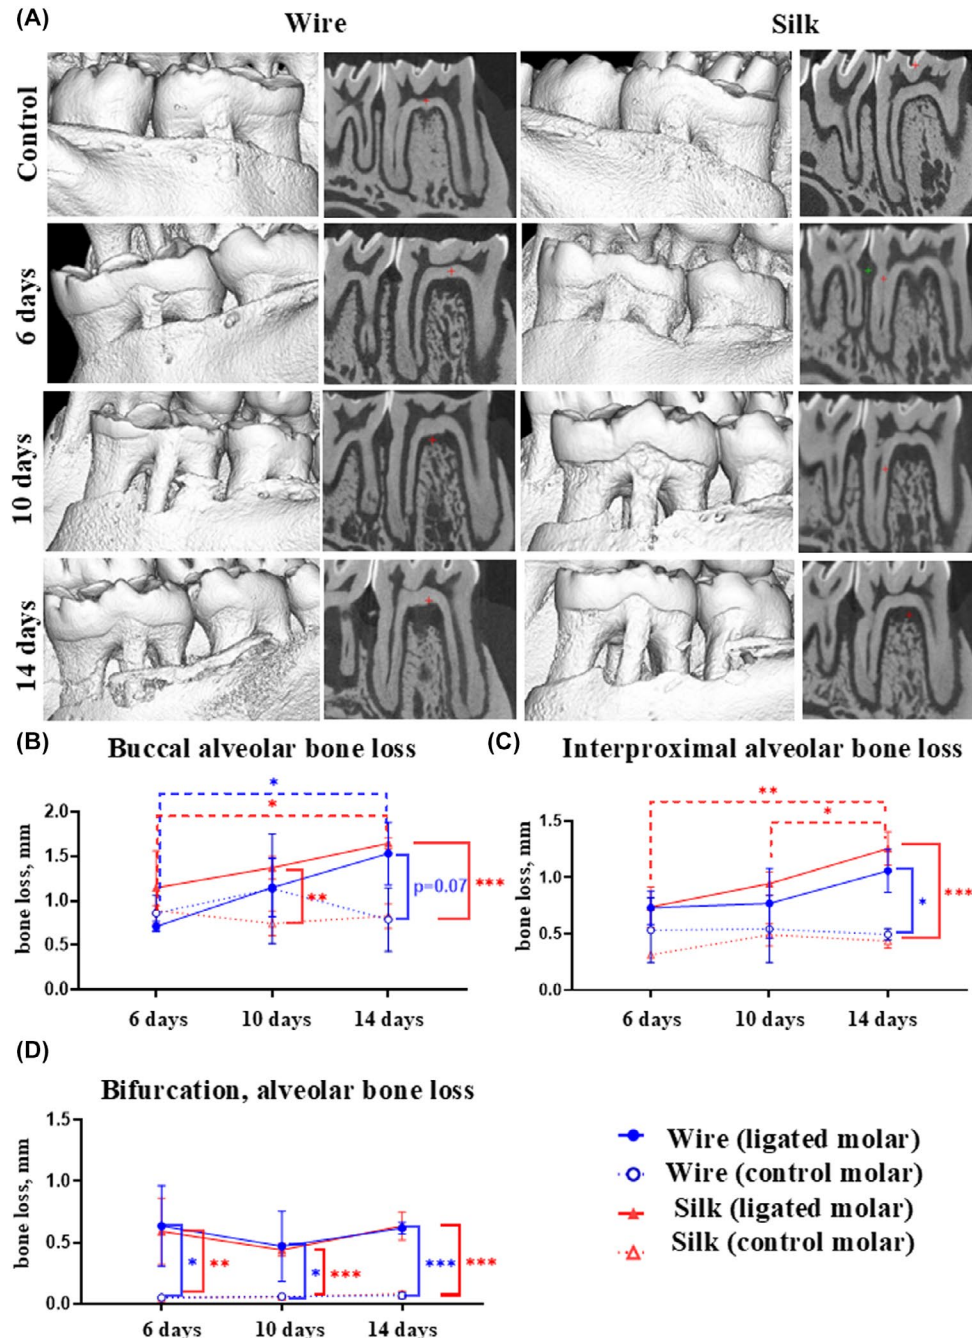 (A)
Wire
Silk
Control
6 days
10 days
14 days
(B)
Buccal alveolar bone loss
bone loss, mm
2.0
1.5
1.0
0.5
0.0
*
*
**
p=0.07
***
6 days
10 days
14 days
(C)
Interproximal alveolar bone loss
bone loss, mm
1.5
1.0
0.5
0.0
**
*
*
***
6 days
10 days
14 days
(D)
Bifurcation, alveolar bone loss
bone loss, mm
1.5
1.0
0.5
0.0
*
**
*
***
***
***
6 days
10 days
14 days
Wire (ligated molar)
Wire (control molar)
Silk (ligated molar)
Silk (control molar)